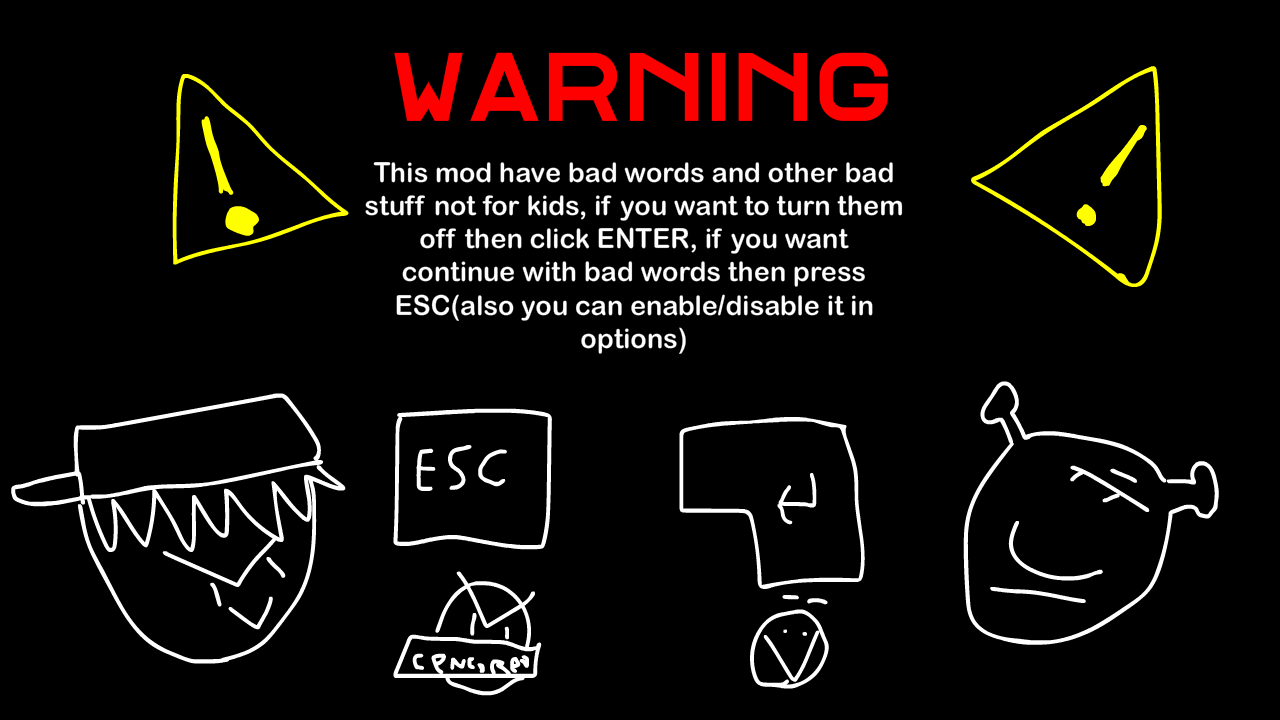 WARNING
This mod have bad words and other bad
stuff not for kids, if you want to turn them
off then click ENTER, if you want
continue with bad words then press
ESC(also you can enable/disable it in
options)
ESC
CENCORED